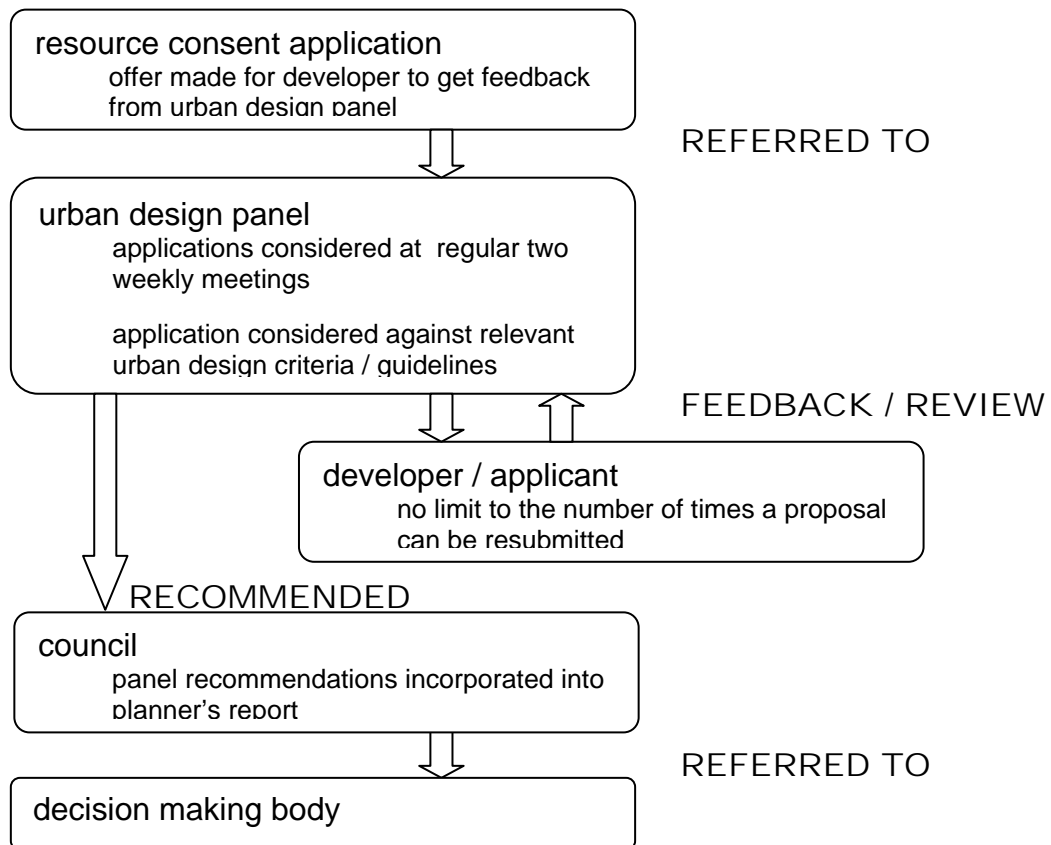 resource consent application
offer made for developer to get feedback
from urban design panel
REFERRED TO
urban design panel
applications considered at regular two
weekly meetings
application considered against relevant
urban design criteria / guidelines
FEEDBACK / REVIEW
developer / applicant
no limit to the number of times a proposal
can be resubmitted
RECOMMENDED
council
panel recommendations incorporated into
planner's report
REFERRED TO
decision making body